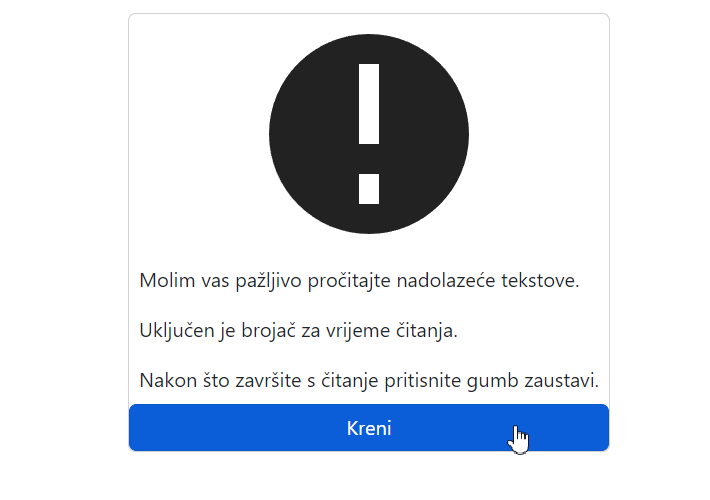 Molim vas pažljivo pročitajte nadolazeće tekstove.
Uključen je brojač za vrijeme čitanja.
Nakon što završite s čitanje pritisnite gumb zaustavi.
Kreni